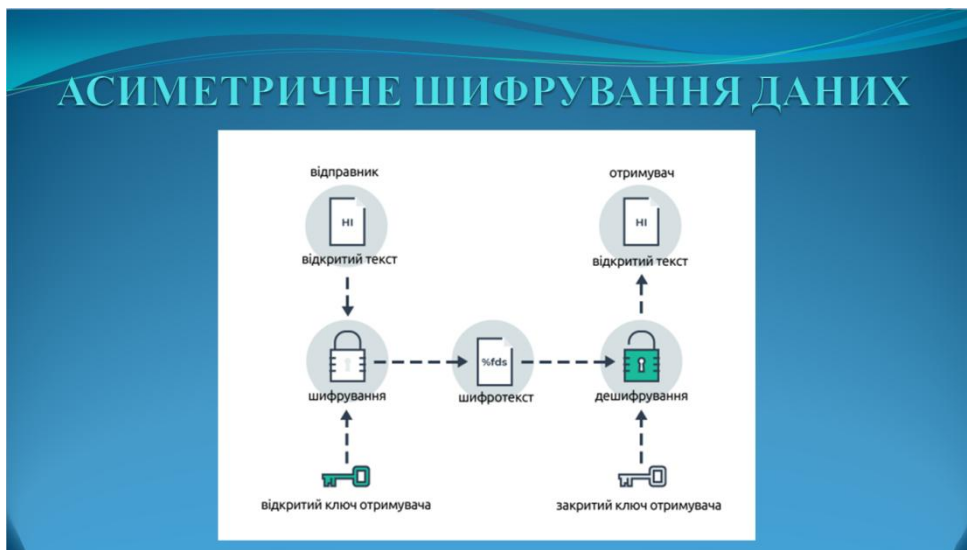 АСИМЕТРИЧНЕ ШИФРУВАННЯ ДАНИХ
відправник
отримувач
HI
HI
відкритий текст
відкритий текст
%fds
шифрування
шифротекст
дешифрування
відкритий ключ отримувача
закритий ключ отримувача